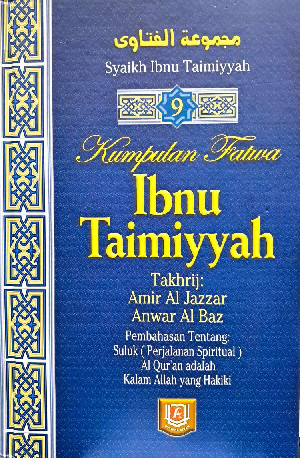 مجموعة الفتاوى
Syaikh Ibnu Taimiyyah
9
Kumpulan Fatwa
Ibnu
Taimiyyah
Takhrij:
Amir Al Jazzar
Anwar Al Baz
Pembahasan Tentang:
Suluk ( Perjalanan Spiritual )
Al Qur'an adalah
Kalam Allah yang Hakiki